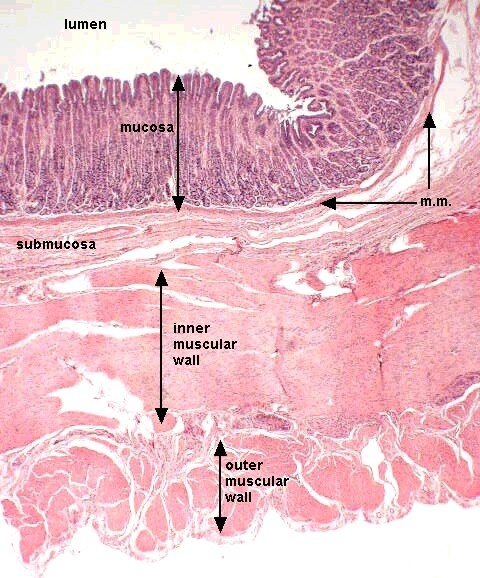 lumen
mucosa
m.m.
submucosa
inner
muscular
wall
outer
muscular
wall